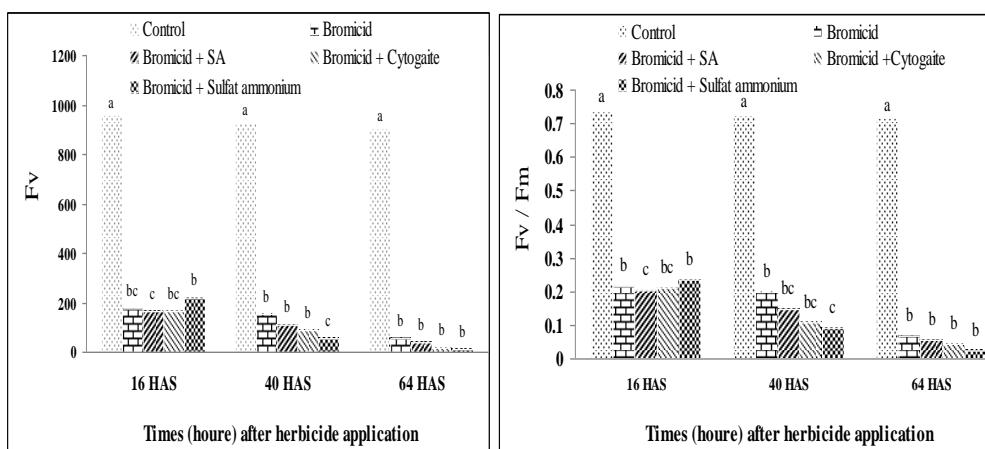 Control
Bromicid
Bromicid + SA
Bromicid + Cytogaite
Bromicid + Sulfat ammonium
1200
1000
800
600
400
200
0
Fv
a
bc
c
bc
b
a
b
b
b
c
a
b
b
b
b
16 HAS
40 HAS
64 HAS
Times (houre) after herbicide application
Control
Bromicid
Bromicid + SA
Bromicid +Cytogaite
Bromicid + Sulfat ammonium
0.8
0.7
0.6
0.5
0.4
0.3
0.2
0.1
0
Fv / Fm
a
b
c
bc
b
a
b
bc
bc
c
a
b
b
b
b
16 HAS
40 HAS
64 HAS
Times (houre) after herbicide application